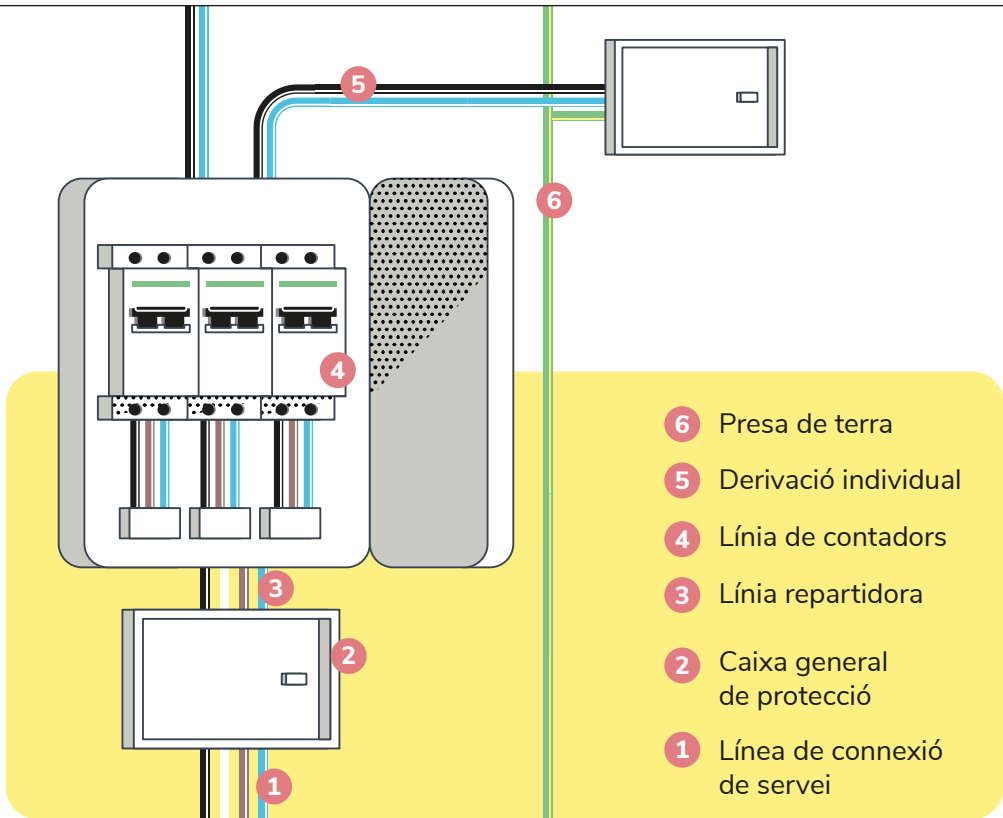 5
6
4
3
2
1
6 Presa de terra
5 Derivació individual
4 Línia de contadors
3 Línia repartidora
2 Caixa general
de protecció
1 Línea de connexió
de servei